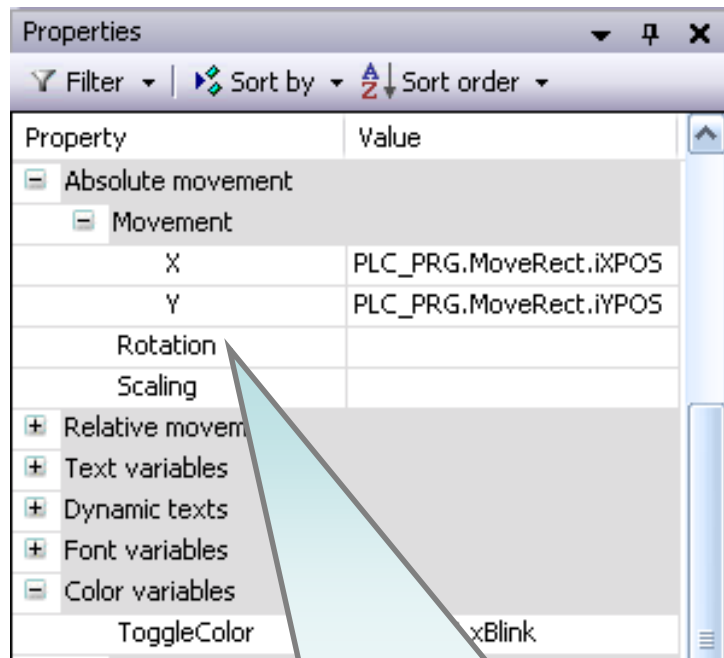 Properties
Filter Sort by Sort order
Property Value
Absolute movement
Movement
X PLC_PRG.MoveRect.iXPOS
Y PLC_PRG.MoveRect.iYPOS
Rotation
Scaling
Relative movem
Text variables
Dynamic texts
Font variables
Color variables
ToggleColor xBlink